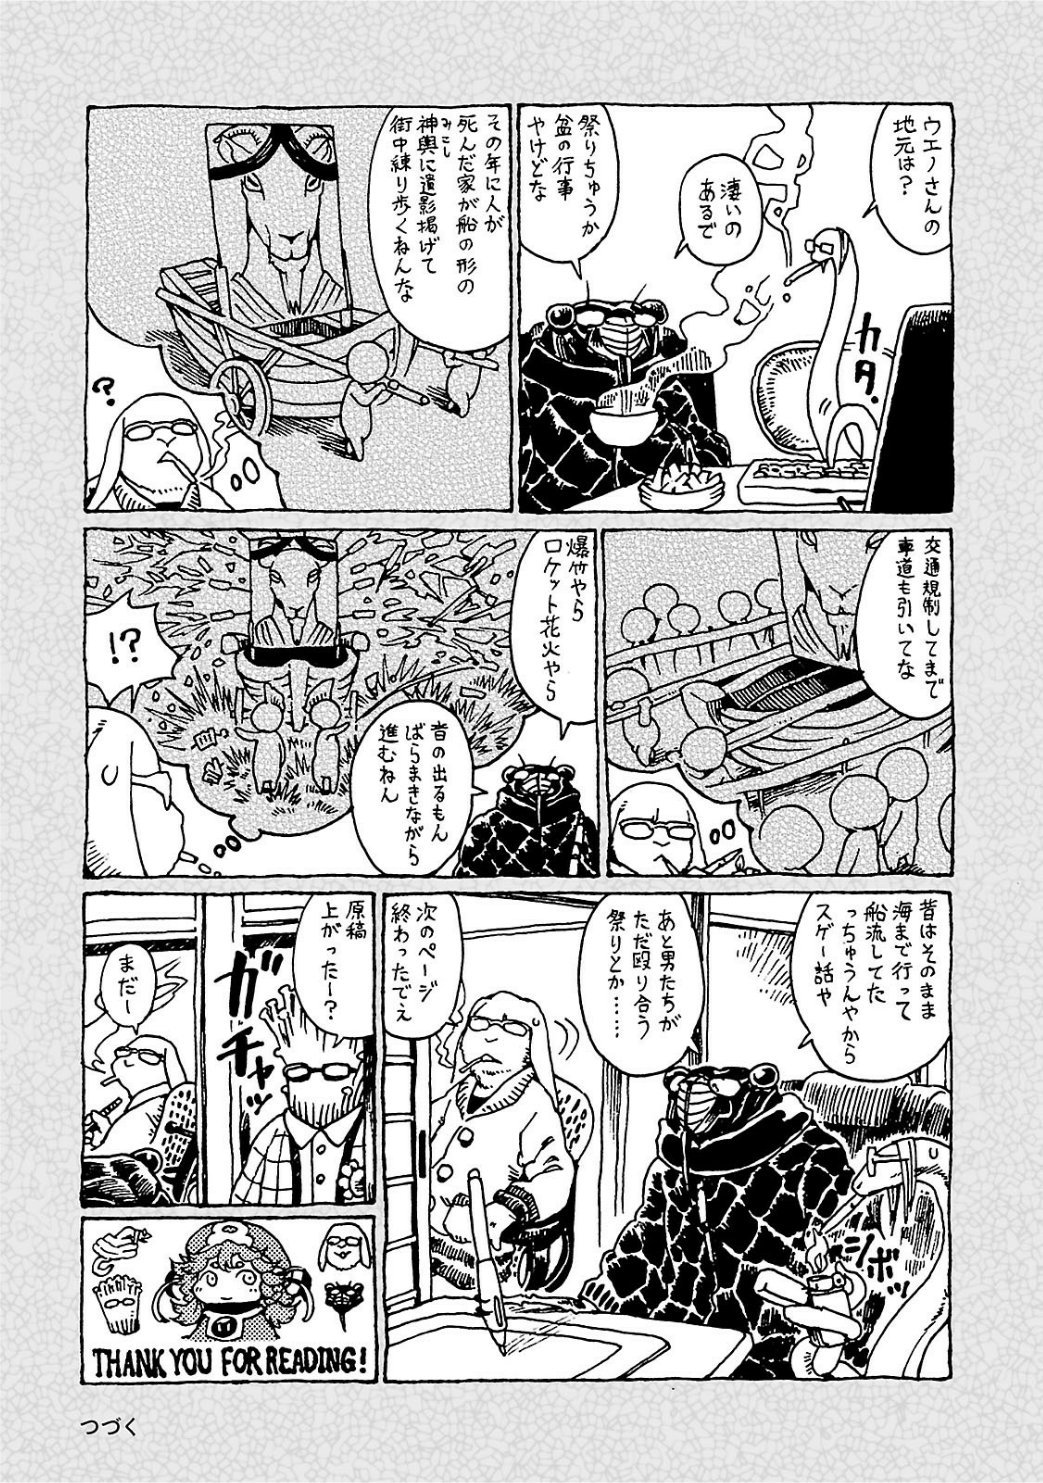 ウエノさんの
地元は?
凄いの
あるで
祭りちゅうか
盆の行事
やけどな
カタ
その年に人が
死んだ家が船の形の
神輿に遺影掲げて
みこし
街中練り歩くねんな
?
交通規制してまで
車道も引いてな
爆竹やら
ロケット花火やら
音の出るもん
ばらまきながら
進むねん
!?
昔はそのまま
海まで行って
船流してた
っちゅうんやから
スゲー話や
あと男たちが
ただ殴り合う
祭りとか……
シボッ
次のページ
終わったでぇ
原稿
上がったー?
ガチャッ
まだー
THANK YOU FOR READING!
つづく